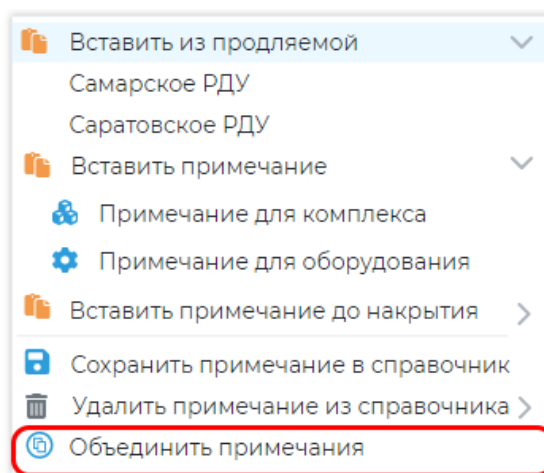 Вставить из продляемой
Самарское РДУ
Саратовское РДУ
Вставить примечание
Примечание для комплекса
Примечание для оборудования
Вставить примечание до накрытия
Сохранить примечание в справочник
Удалить примечание из справочника
Объединить примечания